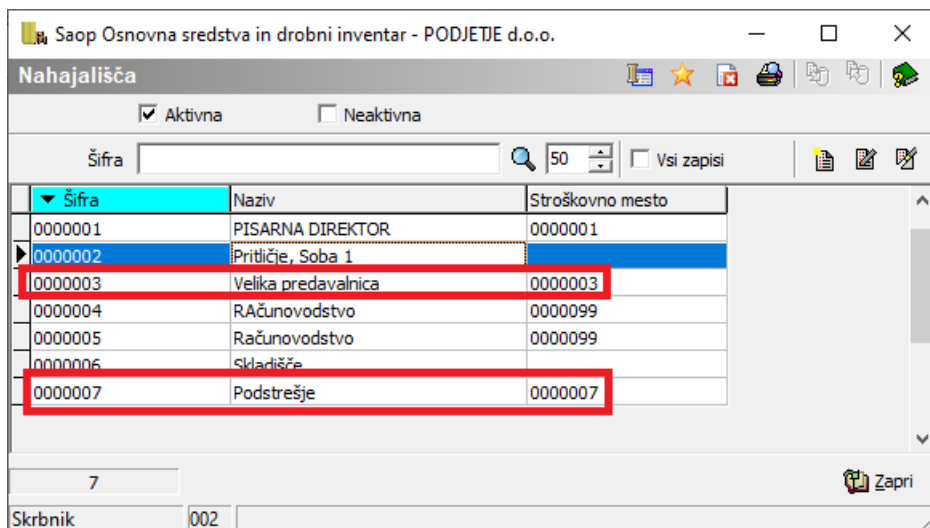 Saop Osnovna sredstva in drobni inventar - PODJETJE d.o.o.
Nahajališča
Aktivna Neaktivna
Šifra 50 Vsi zapisi
Šifra Naziv Stroškovno mesto
0000001 PISARNA DIREKTOR 0000001
0000002 Pritličje, Soba 1
0000003 Velika predavalnica 0000003
0000004 RAčunovodstvo 0000099
0000005 Računovodstvo 0000099
0000006 Skladišče
0000007 Podstrešje 0000007
7 Zapri
Skrbnik 002